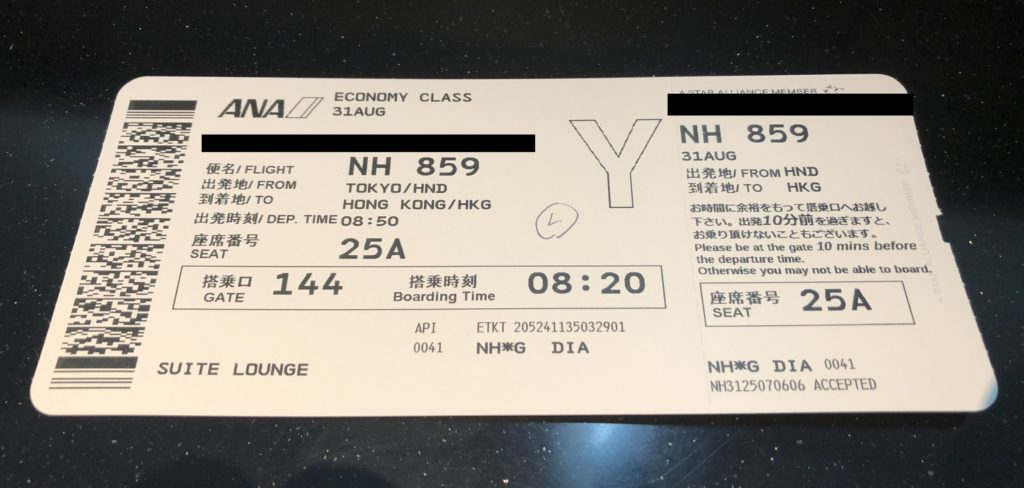 ANA
ECONOMY CLASS
31AUG
便名/ FLIGHT NH 859
出発地/ FROM TOKYO/HND
到着地/ TO HONG KONG/HKG
出発時刻/ DEP. TIME 08:50
座席番号 25A
SEAT
搭乗口 144 搭乗時刻 08:20
GATE Boarding Time
API ETKT 205241135032901
0041 NH*G DIA
SUITE LOUNGE
Y
L
A STAR ALLIANCE MEMBER
NH 859
31AUG
出発地/ FROM HND
到着地/ TO HKG
お時間に余裕をもって搭乗口へお越し
下さい。出発10分前を過ぎますと、
お乗り頂けないこともございます。
Please be at the gate 10 mins before
the departure time.
Otherwise you may not be able to board.
座席番号 25A
SEAT
NH*G DIA 0041
NH3125070606 ACCEPTED
A STAR ALLIANCE MEMBER